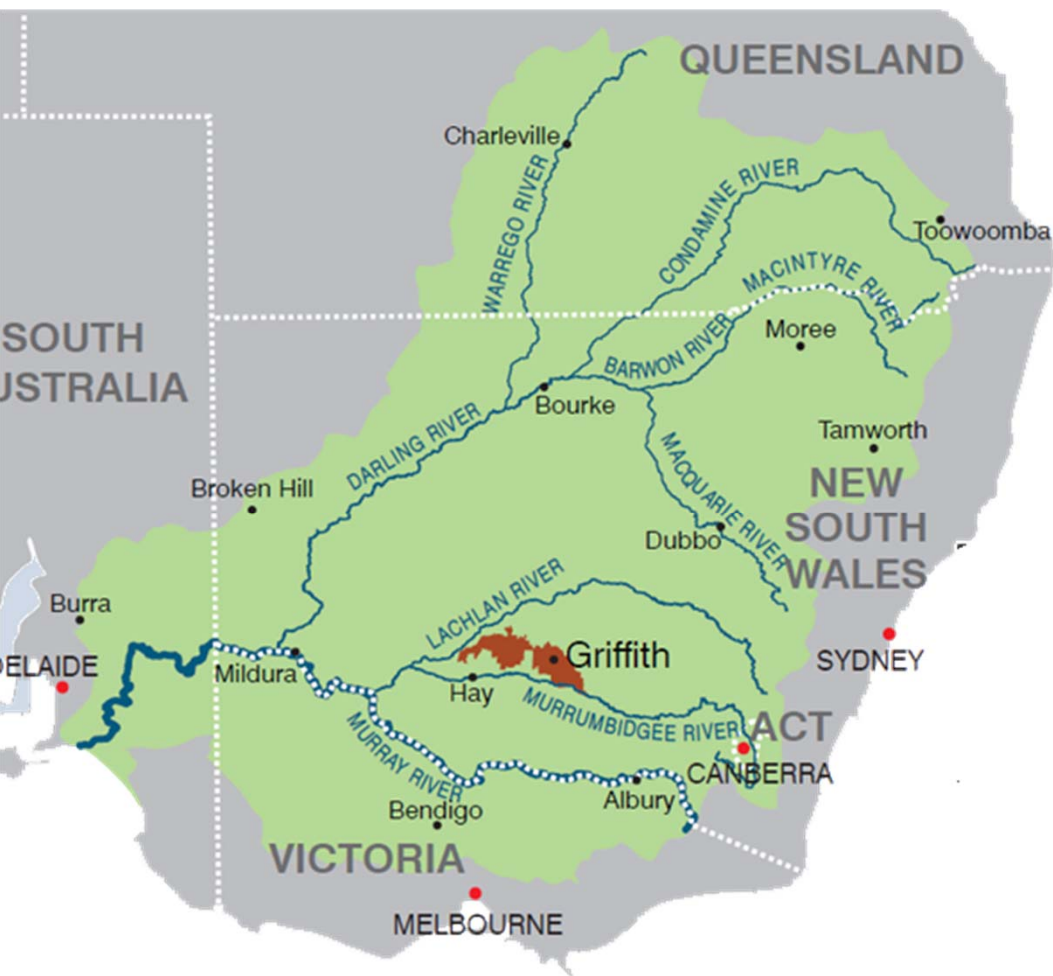 QUEENSLAND
Charleville
WARREGO RIVER
CONDAMINE RIVER
Toowoomba
MACINTYRE RIVER
SOUTH
USTRALIA
Moree
BARWON RIVER
Bourke
DARLING RIVER
Tamworth
MACQUARIE RIVER
Broken Hill
NEW
SOUTH
WALES
Dubbo
LACHLAN RIVER
Burra
Griffith
SYDNEY
DELAIDE
Mildura
Hay
MURRUMBIDGEE RIVER
ACT
MURRAY RIVER
CANBERRA
Albury
Bendigo
VICTORIA
MELBOURNE